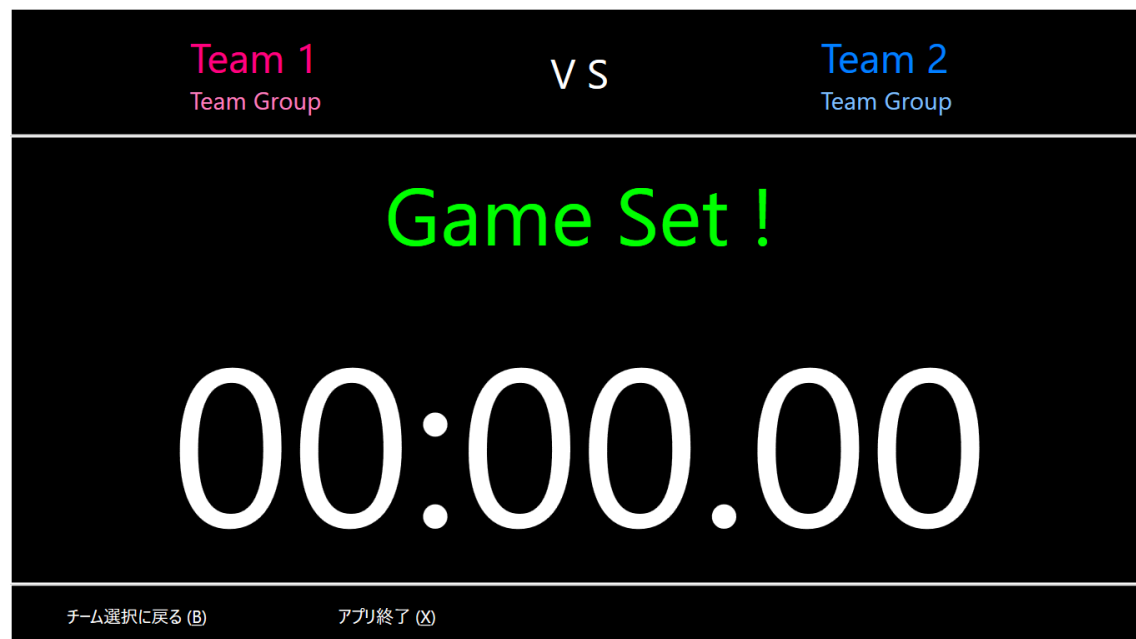 Team 1
Team Group
V S
Team 2
Team Group
Game Set !
00:00.00
チーム選択に戻る (B)
アプリ終了 (X)